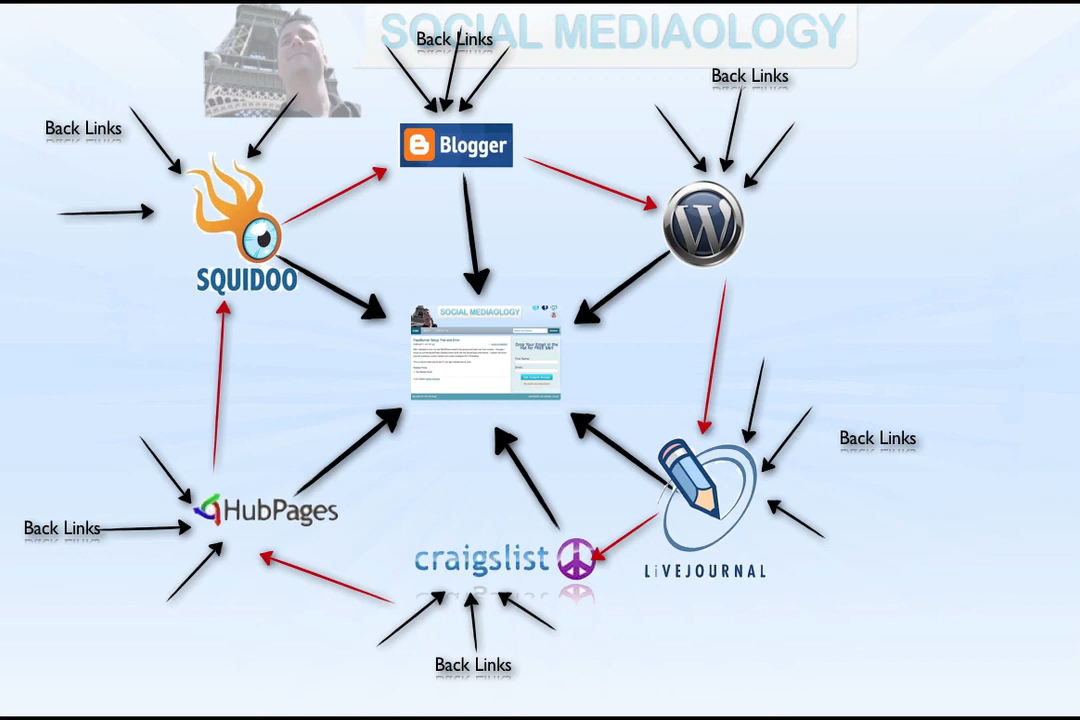 SOCIAL MEDIAOLOGY
Back Links
Back Links
Back Links
Blogger
W
SQUIDOO
SOCIAL MEDIAOLOGY
Back Links
HubPages
Back Links
craigslist
LiVEJOURNAL
Back Links